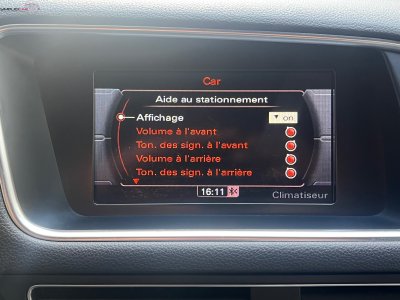 Car
Aide au stationnement
Affichage
on
Volume à l'avant
Ton. des sign. à l'avant
Volume à l'arrière
Ton. des sign. à l'arrière
16:11
Climatiseur